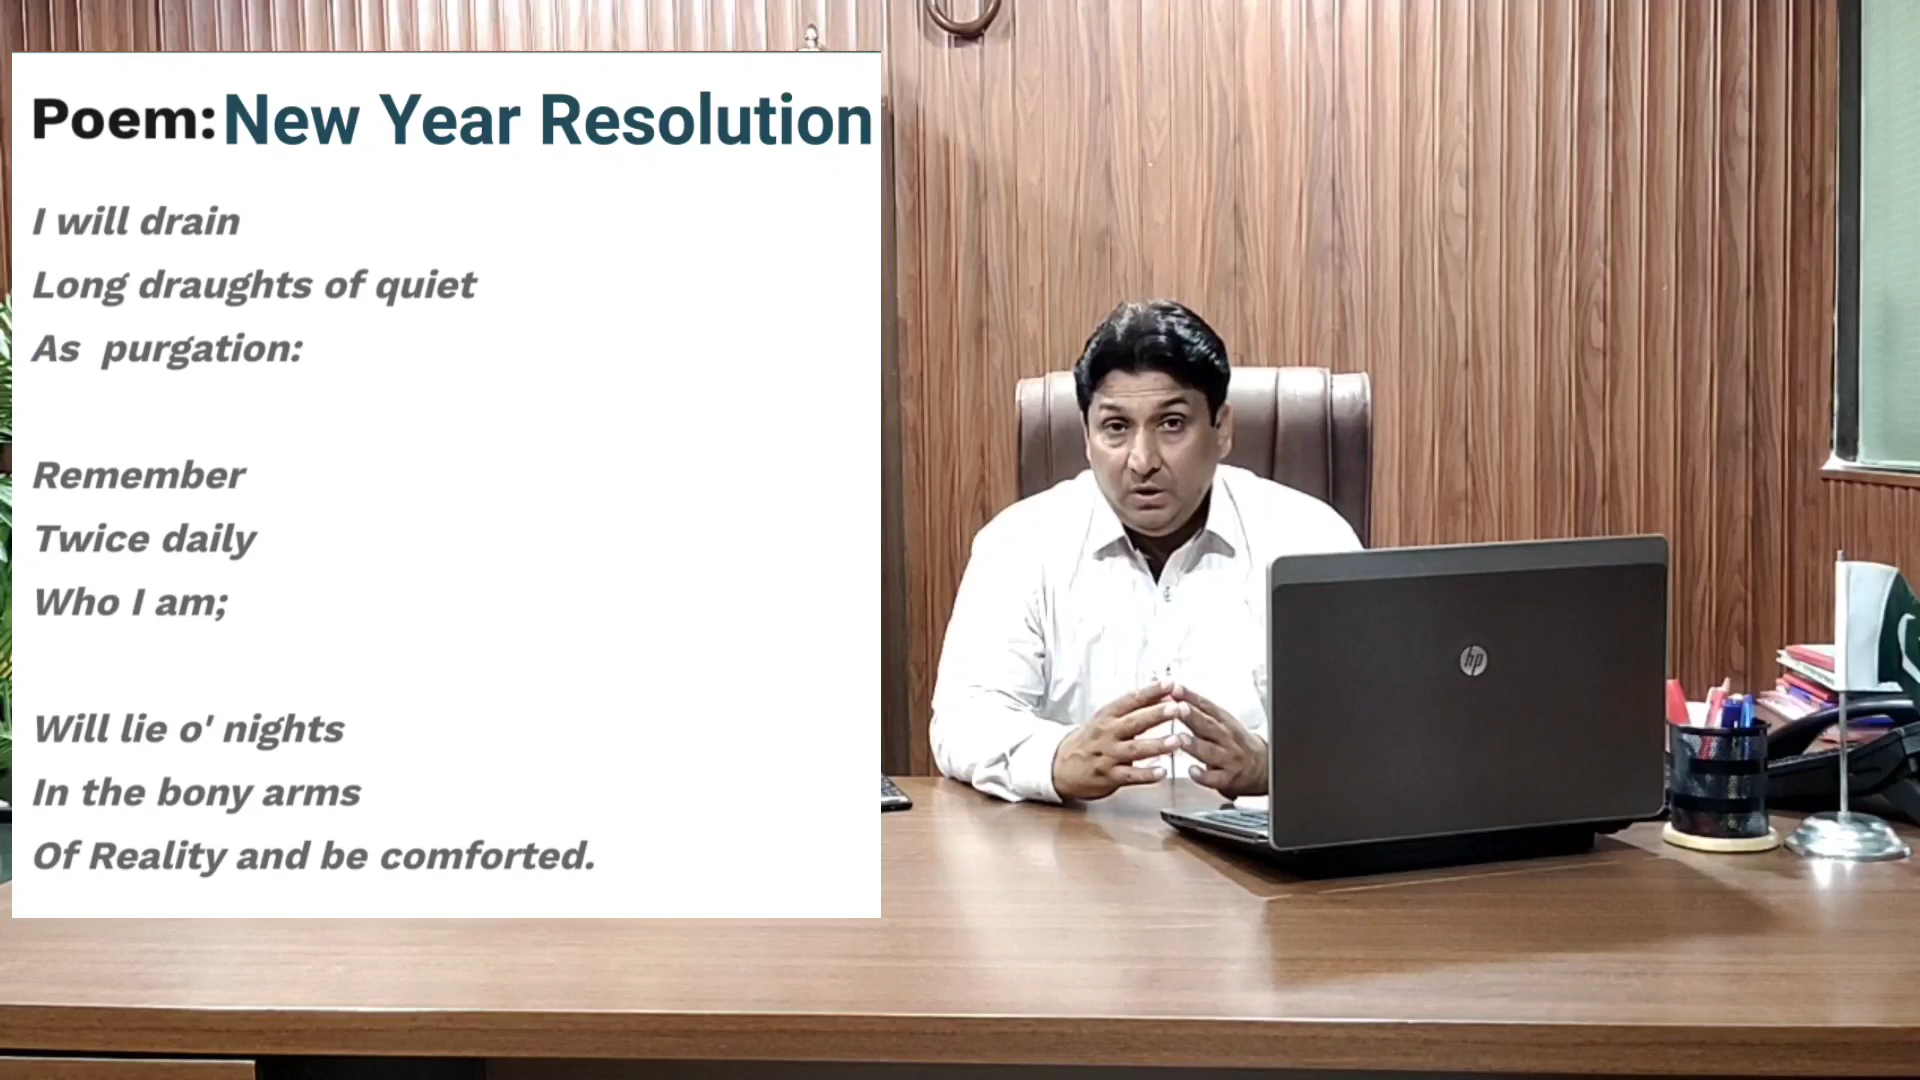 Poem: New Year Resolution
I will drain
Long draughts of quiet
As purgation:
Remember
Twice daily
Who I am;
Will lie o' nights
In the bony arms
Of Reality and be comforted.
hp